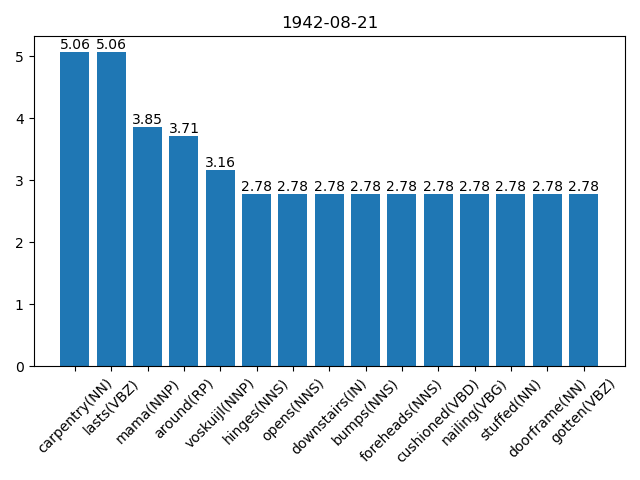 1942-08-21
5.06 5.06
3.85
3.71
3.16
2.78 2.78 2.78 2.78 2.78 2.78 2.78 2.78 2.78 2.78
5
4
3
2
1
0
carpentry(NN)
lasts(VBZ)
mama(NNP)
around(RP)
voskuijl(NNP)
hinges(NNS)
opens(NNS)
downstairs(IN)
bumps(NNS)
foreheads(NNS)
cushioned(VBD)
nailing(VBG)
stuffed(NN)
doorframe(NN)
gotten(VBZ)